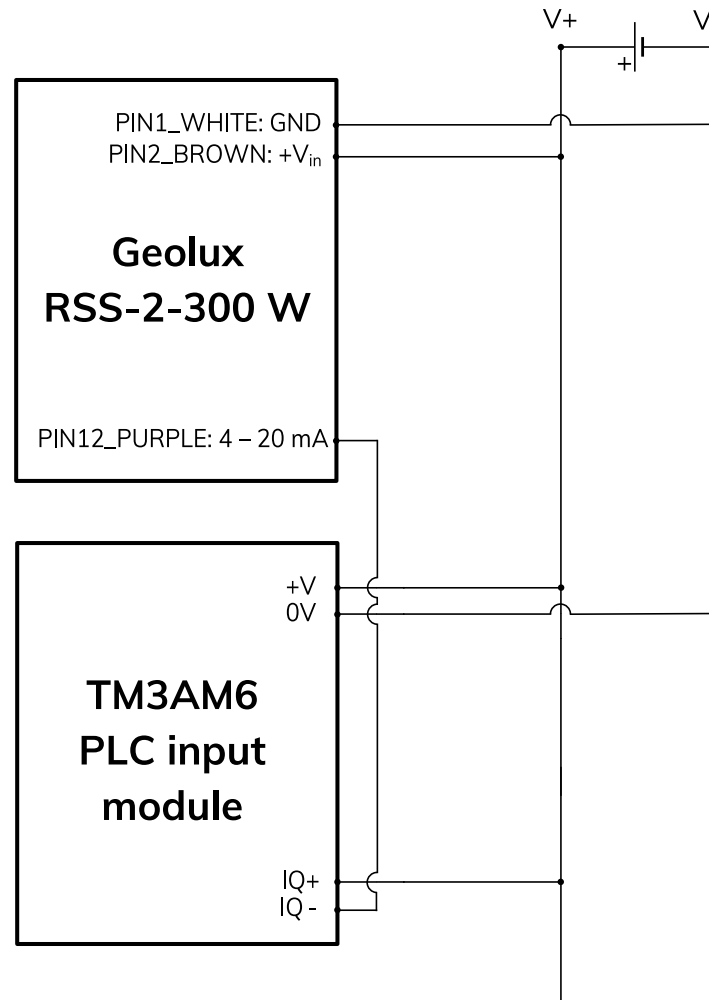 V+
V
+
PIN1_WHITE: GND
PIN2_BROWN: +Vin
Geolux
RSS-2-300 W
PIN12_PURPLE: 4 – 20 mA
+V
0V
TM3AM6
PLC input
module
IQ+
IQ -